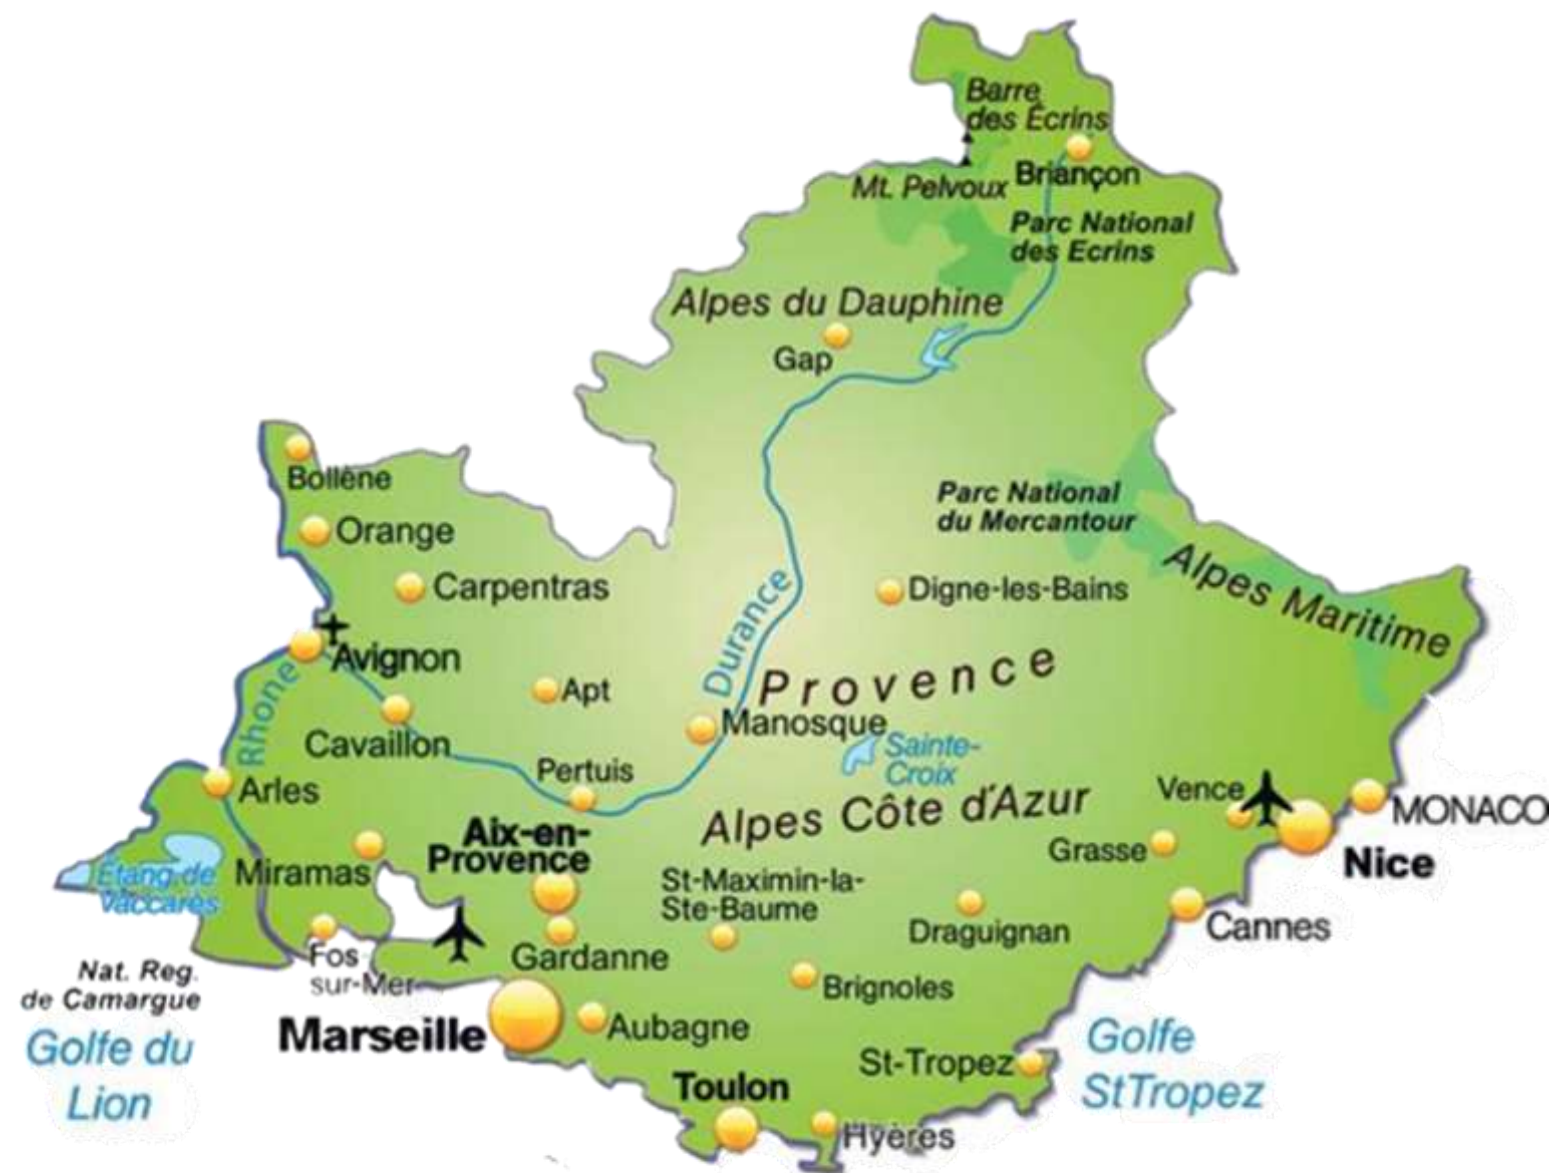 Barre
des Écrins
Mt. Pelvoux
Briançon
Parc National
des Ecrins
Alpes du Dauphine
Gap
Bollène
Orange
Carpentras
Avignon
Rhone
Cavaillon
Apt
Durance
Parc National
du Mercantour
Alpes Maritime
Digne-les-Bains
Provence
Manosque
Sainte-
Croix
Pertuis
Arles
Alpes Côte d'Azur
Vence
MONACO
Grasse
Nice
Aix-en-
Provence
Miramas
Etang de
Vaccarès
St-Maximin-la-
Ste-Baume
Cannes
Draguignan
Gardanne
Fos
sur-Mer
Nat. Reg.
de Camargue
Brignoles
Golfe du
Lion
Marseille
Aubagne
St-Tropez
Golfe
StTropez
Toulon
Hyères